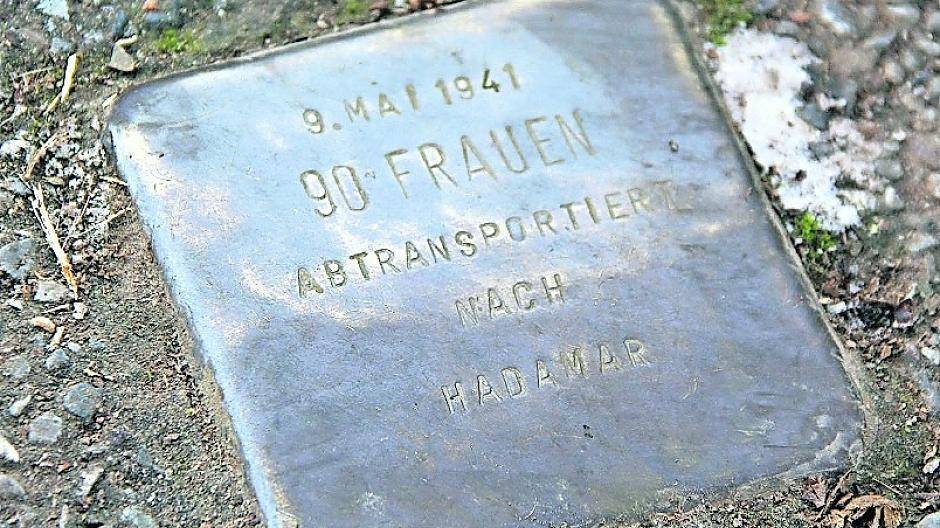 9. MAI 1941
90 FRAUEN
ABTRANSPORTIERT
NACH
HADAMAR